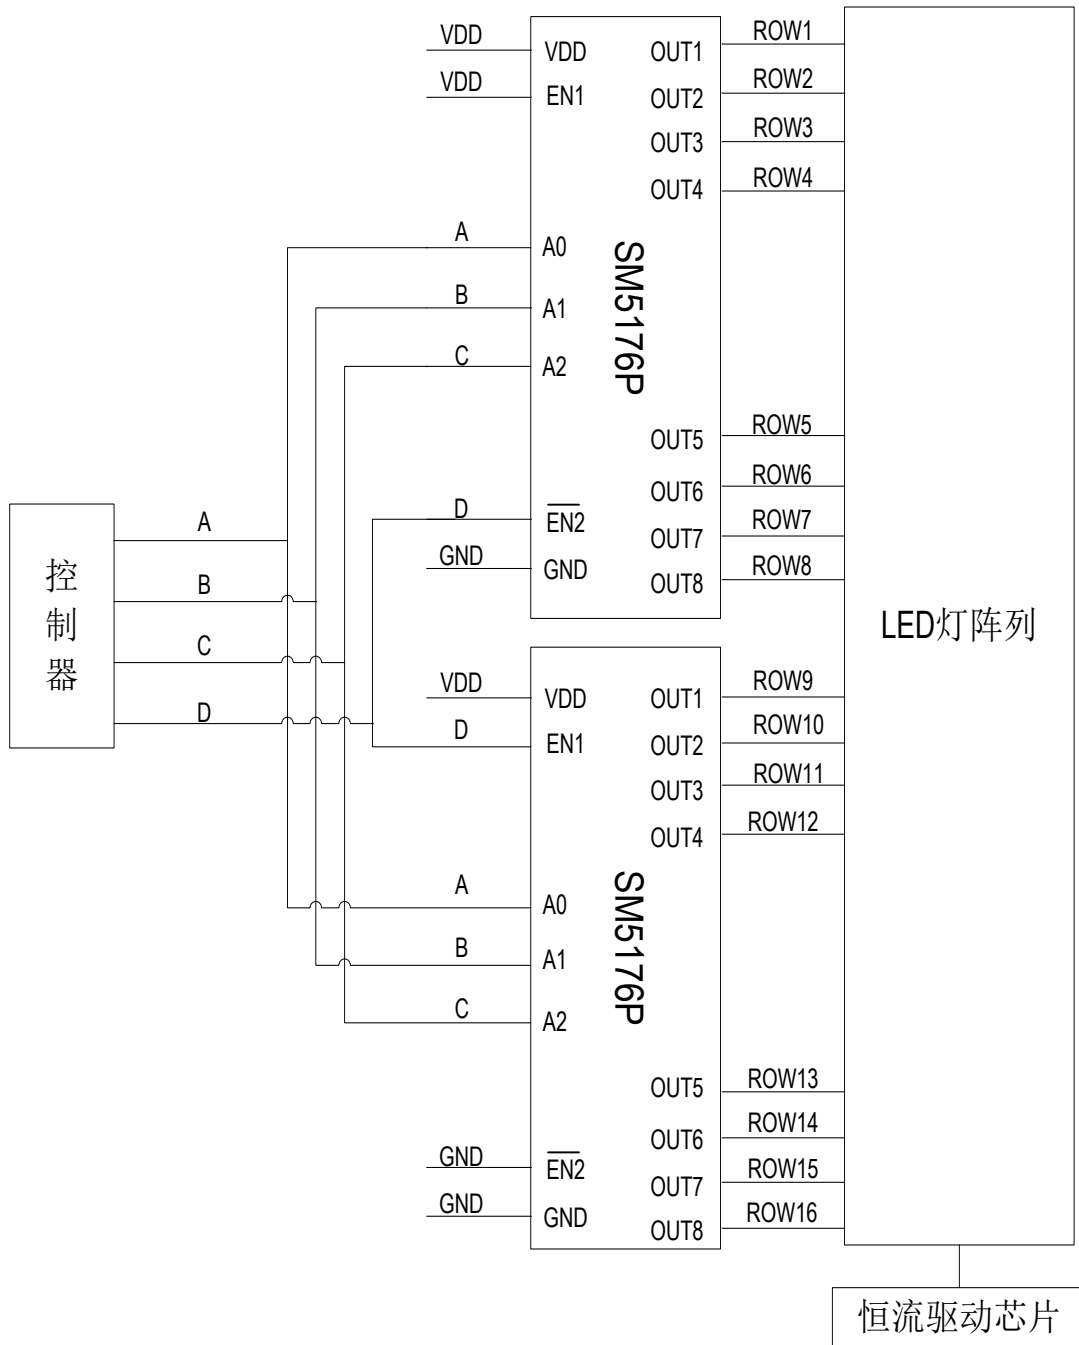 VDD
VDD
VDD
EN1
A
A0
B
A1
C
A2
D
EN2
GND
GND
OUT1
OUT2
OUT3
OUT4
SM5176P
OUT5
OUT6
OUT7
OUT8
ROW1
ROW2
ROW3
ROW4
ROW5
ROW6
ROW7
ROW8
控制器
A
B
C
D
VDD
VDD
D
EN1
A
A0
B
A1
C
A2
GND
EN2
GND
GND
OUT1
OUT2
OUT3
OUT4
SM5176P
OUT5
OUT6
OUT7
OUT8
ROW9
ROW10
ROW11
ROW12
ROW13
ROW14
ROW15
ROW16
LED灯阵列
恒流驱动芯片